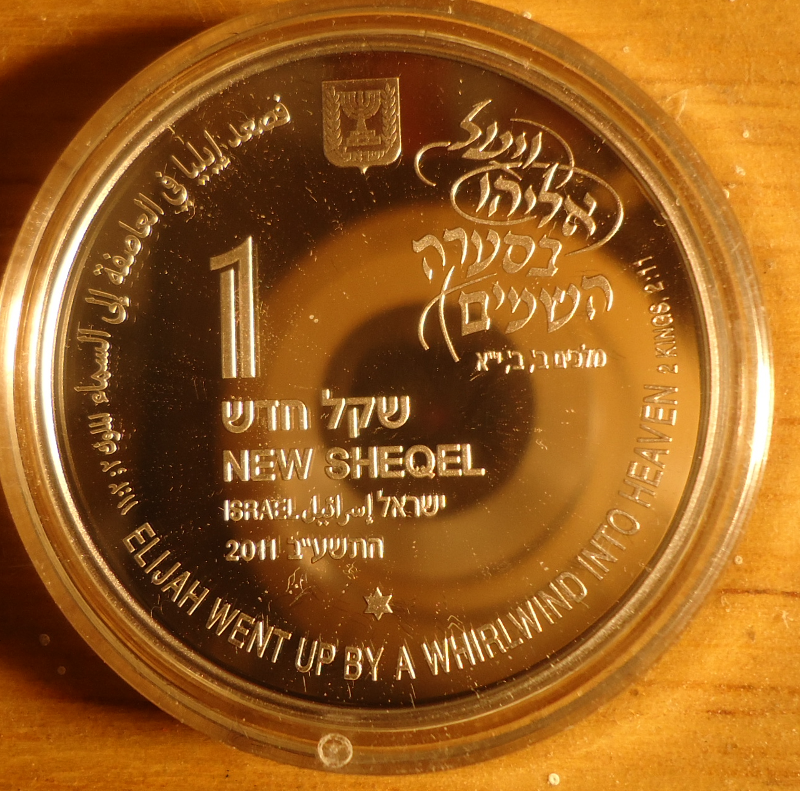 فصعد إيليا في العاصفة إلى السماء
ישראל
ויעל
אליהו
בסערה
השמים
מלכים ב, ב, י"א
1
שקל חדש
NEW SHEQEL
ISRAEL إسرائيل ישראל
2011 התשע"ב
ELIJAH WENT UP BY A WHIRLWIND INTO HEAVEN 2 KINGS, 2:11